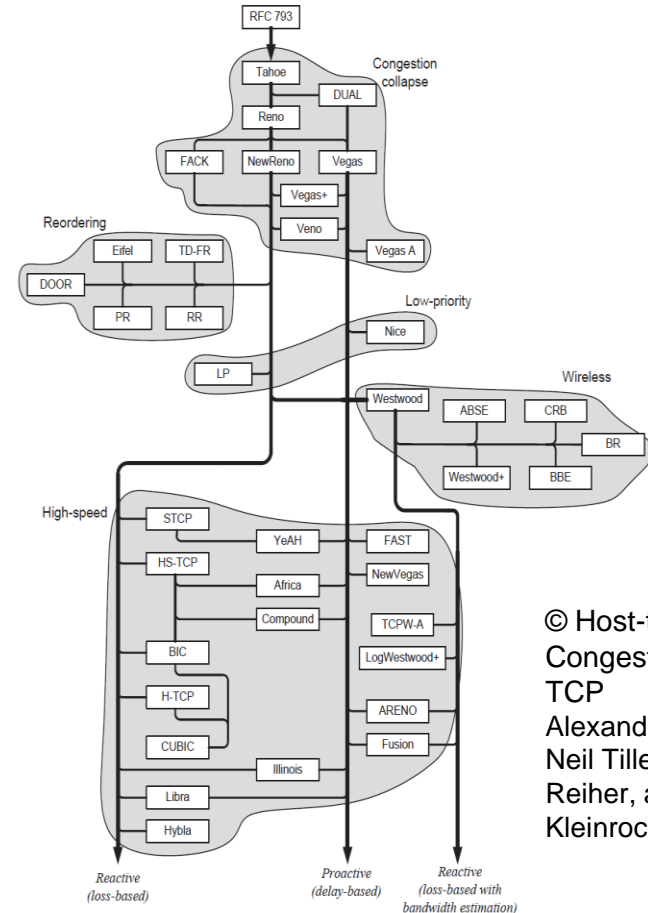 RFC 793
Tahoe
Congestion
collapse
DUAL
Reno
FACK
NewReno
Vegas
Vegas+
Veno
Vegas A
Reordering
Eifel
TD-FR
DOOR
PR
RR
Low-priority
Nice
LP
Wireless
Westwood
ABSE
CRB
BR
Westwood+
BBE
High-speed
STCP
YeAH
FAST
HS-TCP
NewVegas
Africa
Compound
TCPW-A
BIC
LogWestwood+
H-TCP
ARENO
CUBIC
Fusion
Illinois
Libra
Hybla
Reactive
(loss-based)
Proactive
(delay-based)
Reactive
(loss-based with
bandwidth estimation)
© Host-
Congest
TCP
Alexand
Neil Tille
Reiher, a
Kleinroc